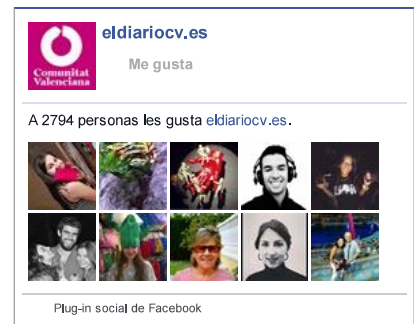 eldiariocv.es
Me gusta
Comunitat
Valenciana
A 2794 personas les gusta eldiariocv.es.
Plug-in social de Facebook